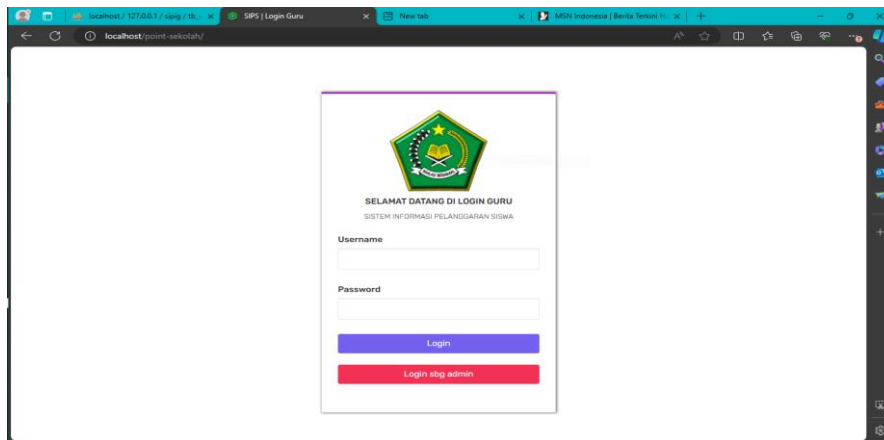 localhost / 127.0.0.1 / sipig / tb_
SIPS | Login Guru
New tab
MSN Indonesia | Berita Terkini H
localhost/point-sekolah/
SELAMAT DATANG DI LOGIN GURU
SISTEM INFORMASI PELANGGARAN SISWA
Username
Password
Login
Login sbg admin